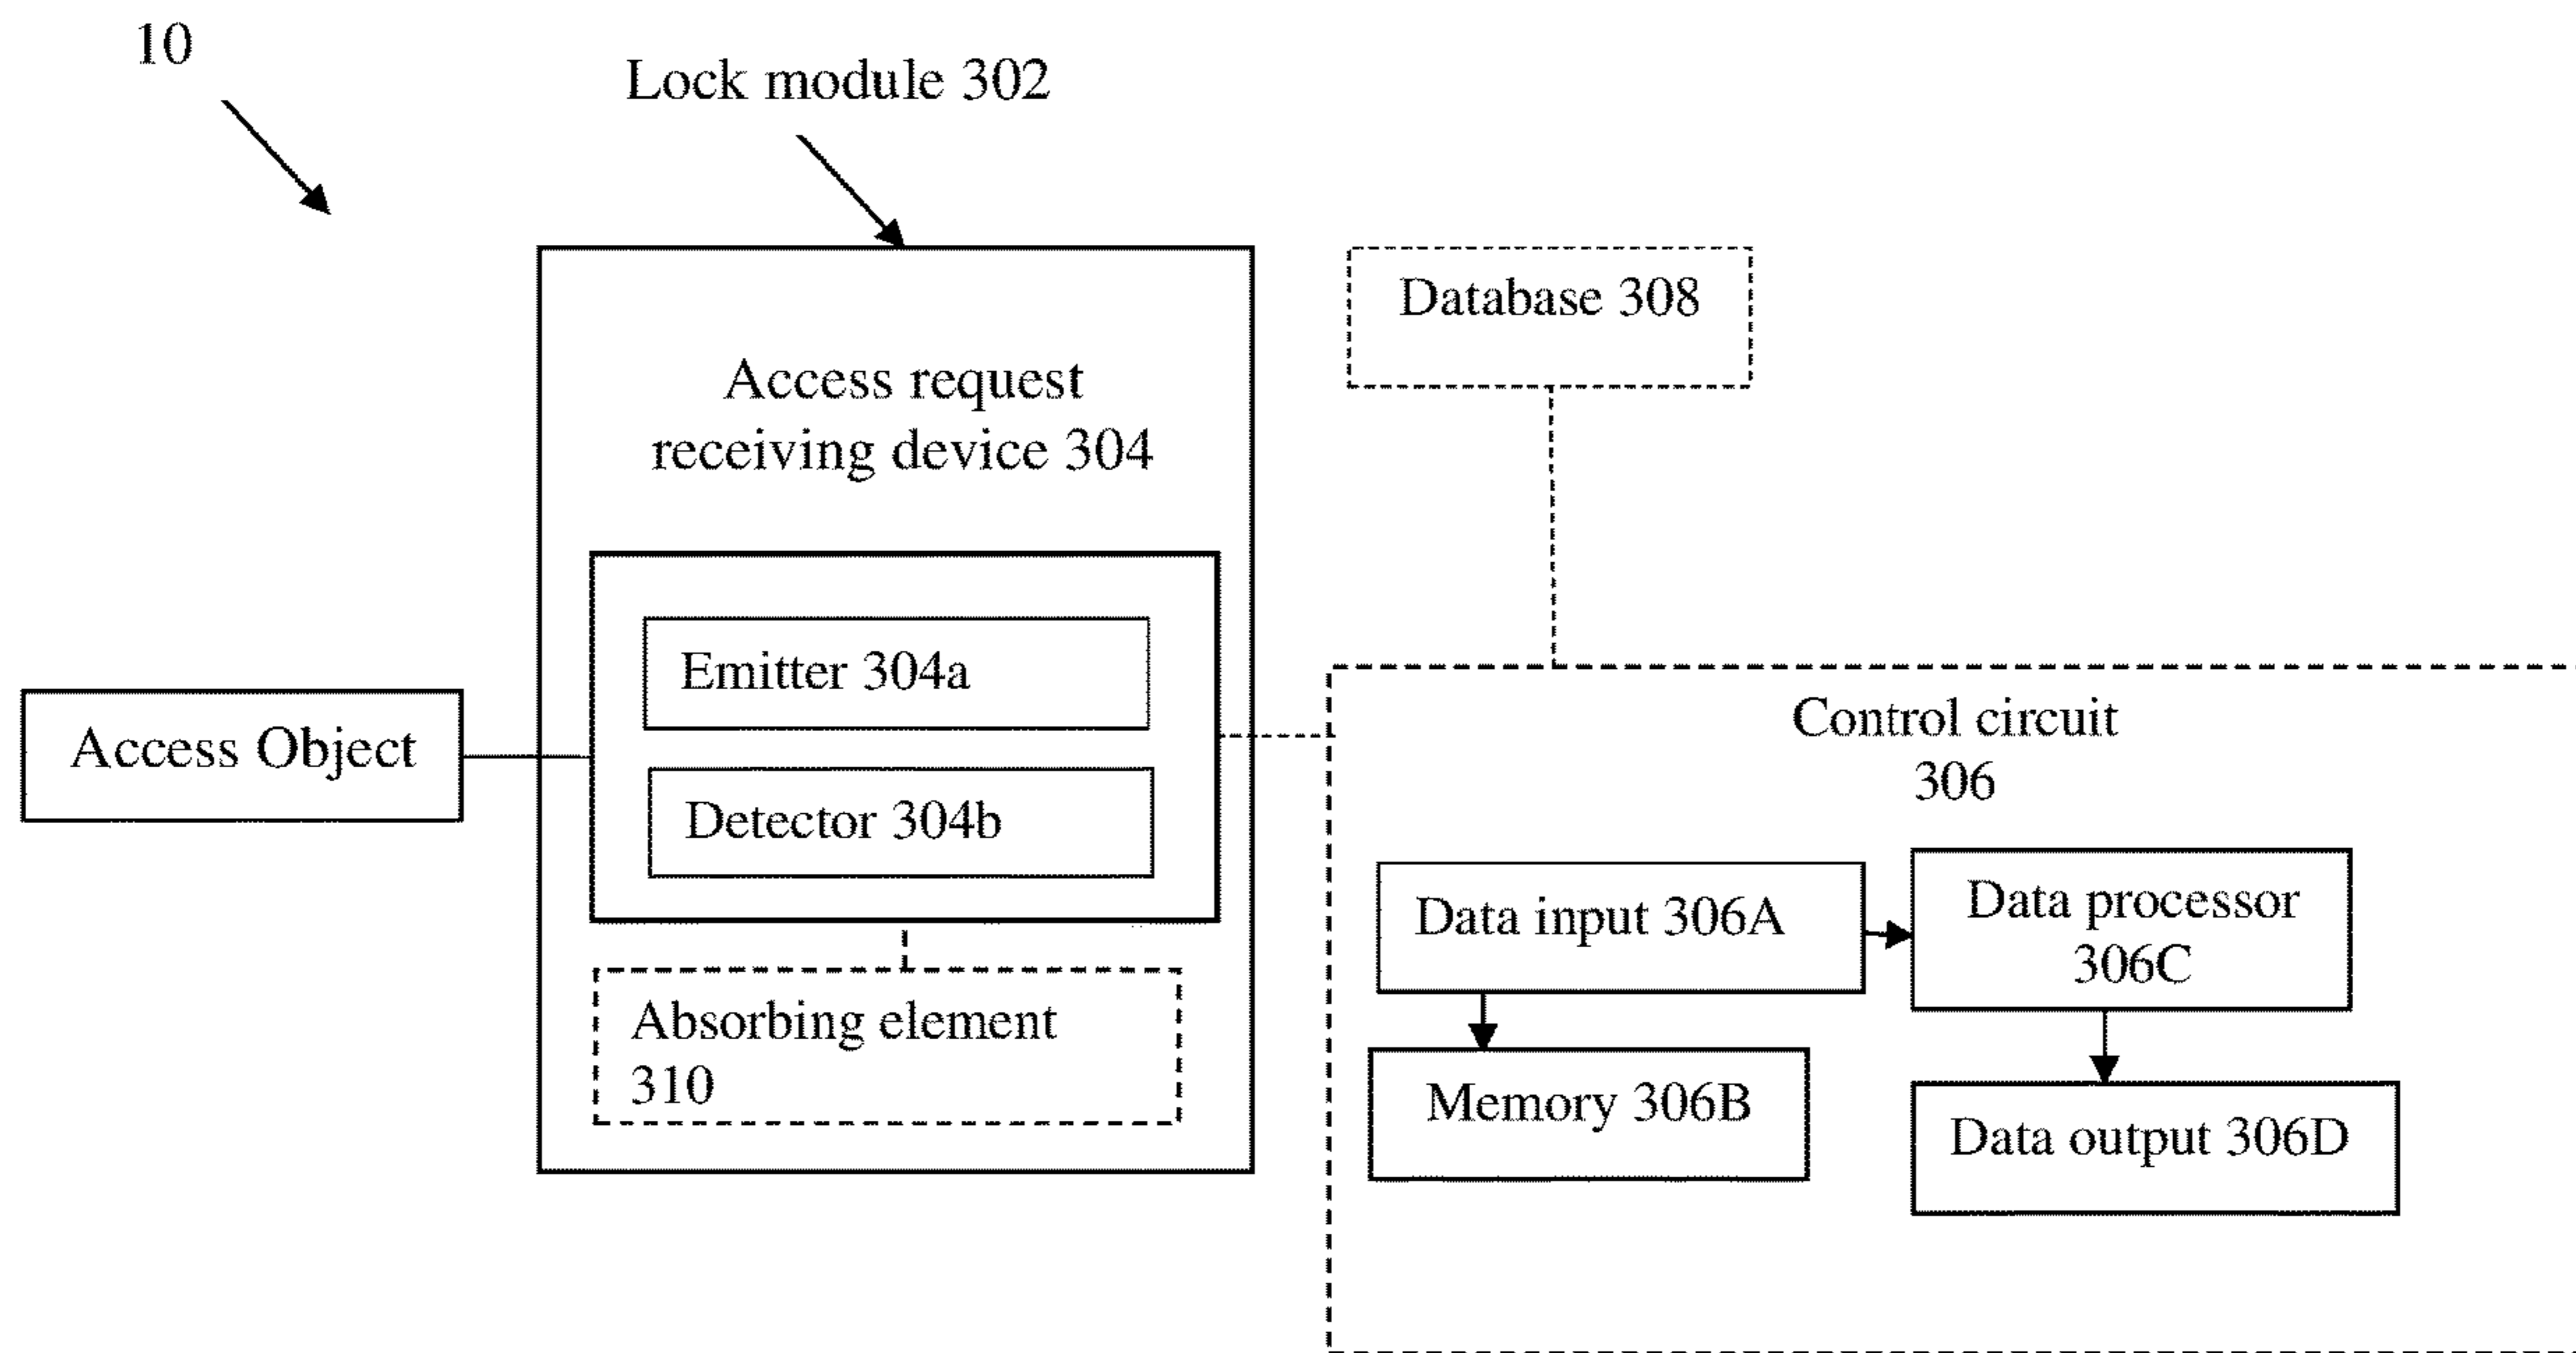 10
Lock module 302
Access request
receiving device 304
Database 308
Emitter 304a
Detector 304b
Access Object
Absorbing element
310
Control circuit
306
Data input 306A
Data processor
306C
Memory 306B
Data output 306D